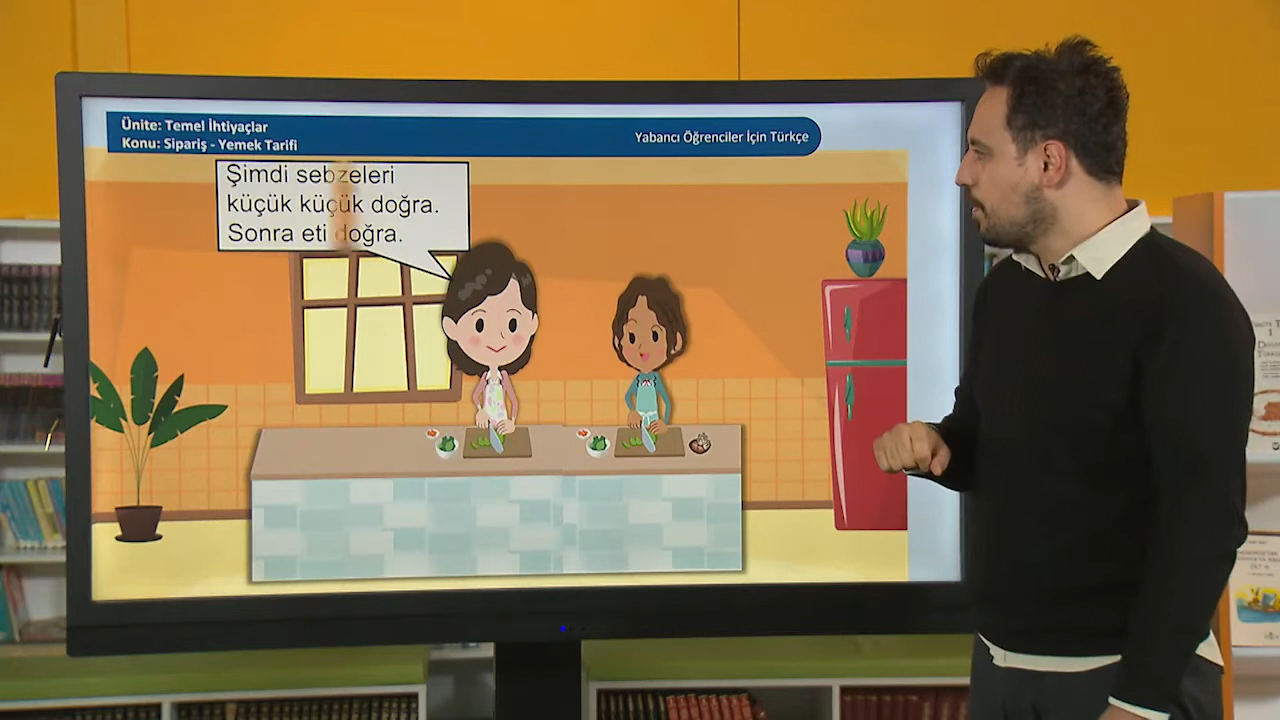 Ünite: Temel İhtiyaçlar
Konu: Sipariş - Yemek Tarifi
Yabancı Öğrenciler İçin Türkçe
Şimdi sebzeleri
küçük küçük doğra.
Sonra eti doğra.